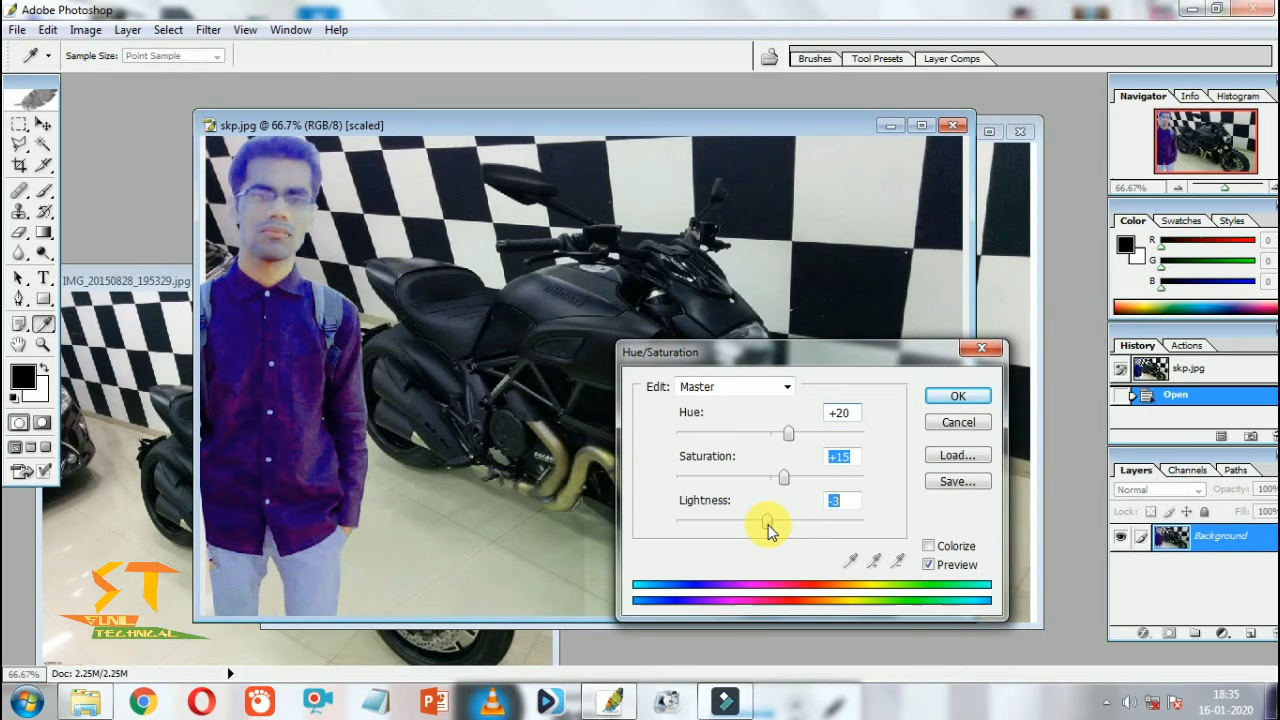 Adobe Photoshop
File Edit Image Layer Select Filter View Window Help
Sample Size: Point Sample
Brushes Tool Presets Layer Comps
skp.jpg @ 66.7% (RGB/8) [scaled]
Navigator Info Histogram
66.67%
Color Swatches Styles
R 0
G 0
B 0
IMG_20150828_195329.jpg
History Actions
skp.jpg
Open
Hue/Saturation
Edit: Master
Hue: +20
Saturation: +15
Lightness: -3
OK
Cancel
Load...
Save...
Colorize
Preview
Layers Channels Paths
Normal Opacity: 100%
Lock: Fill: 100%
Background
ST
SUNIL
TECHNICAL
66.67% Doc: 2.25M/2.25M
18:35
16-01-2020